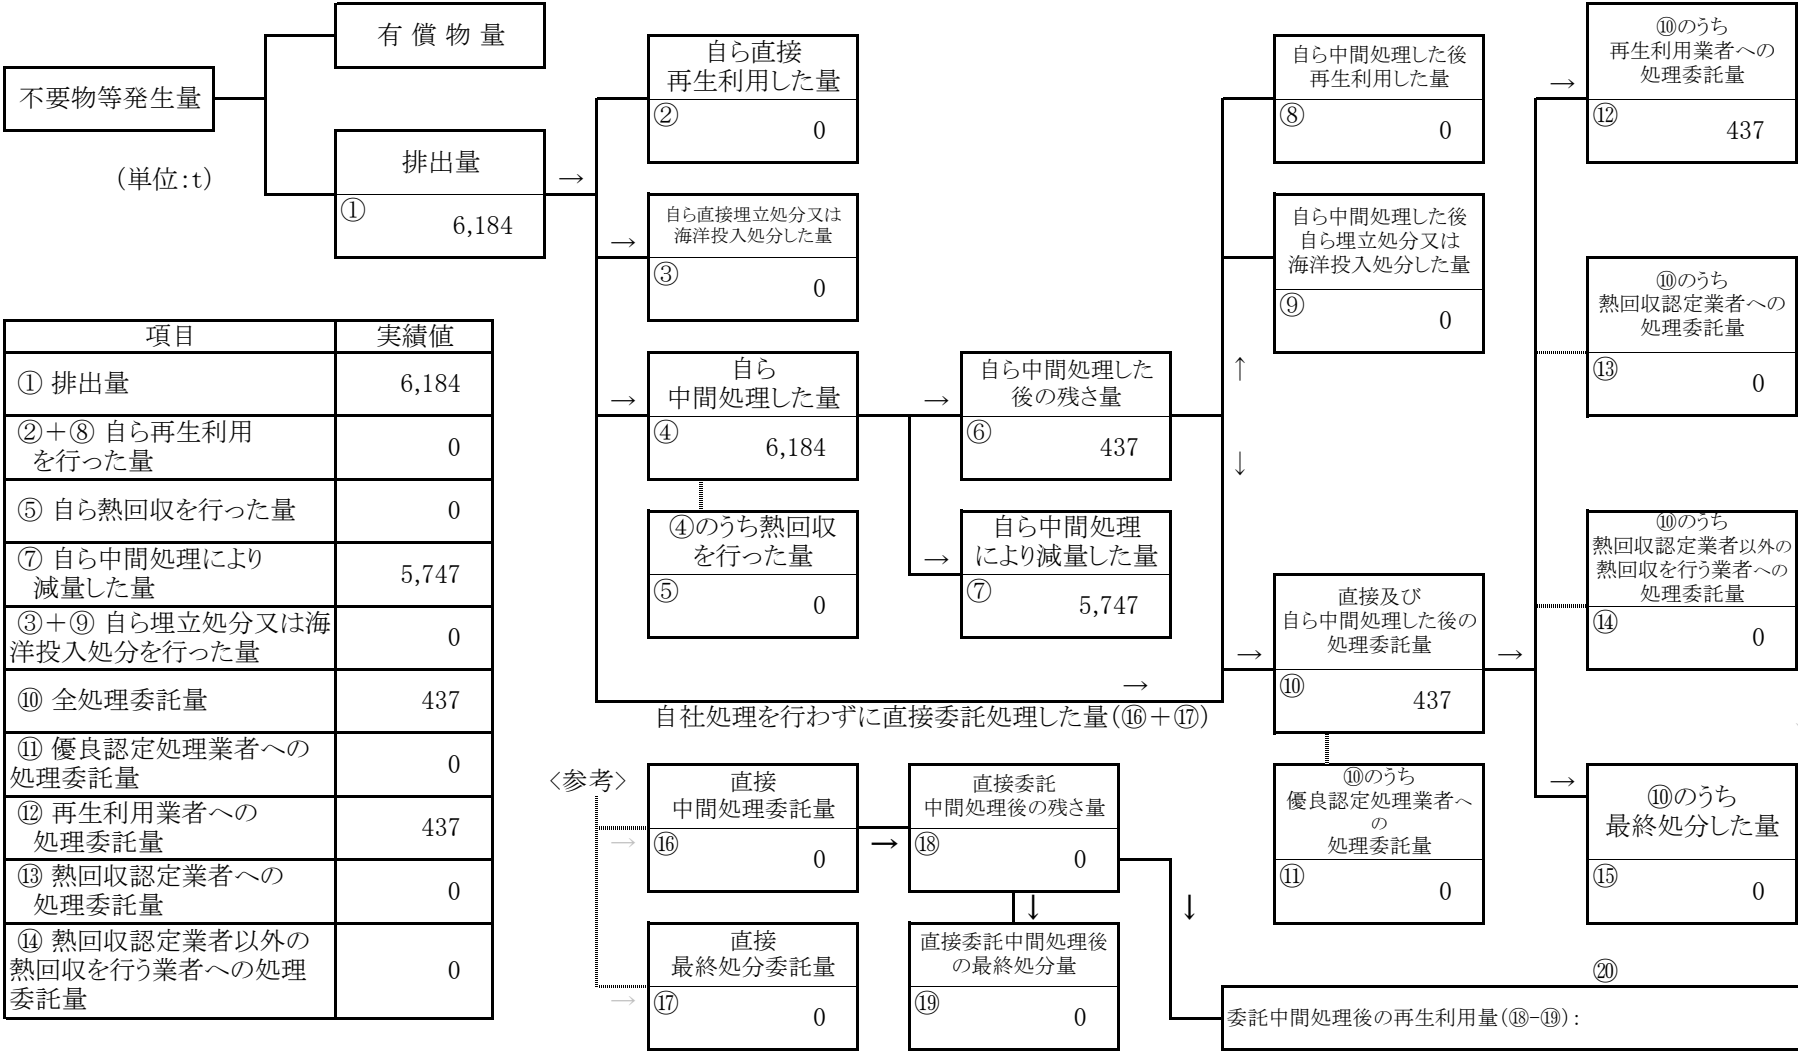 有 償 物 量
不要物等発生量
(単位:t)
排出量
→
①
6,184
項目 実績値
① 排出量 6,184
②+⑧ 自ら再生利用
を行った量 0
⑤ 自ら熱回収を行った量 0
⑦ 自ら中間処理により
減量した量 5,747
③+⑨ 自ら埋立処分又は海
洋投入処分を行った量 0
⑩ 全処理委託量 437
⑪ 優良認定処理業者への
処理委託量 0
⑫ 再生利用業者への
処理委託量 437
⑬ 熱回収認定業者への
処理委託量 0
⑭ 熱回収認定業者以外の
熱回収を行う業者への処理
委託量 0
自ら直接
再生利用した量
②
0
→
自ら直接埋立処分又は
海洋投入処分した量
③
0
→
自ら
中間処理した量
④
6,184
④のうち熱回収
を行った量
⑤
0
→
自ら中間処理した
後の残さ量
⑥
437
→
自ら中間処理
により減量した量
⑦
5,747
→
自社処理を行わずに直接委託処理した量(⑯+⑰)
自ら中間処理した後
再生利用した量
⑧
0
自ら中間処理した後
自ら埋立処分又は
海洋投入処分した量
⑨
0
↑
↓
→
直接及び
自ら中間処理した後の
処理委託量
⑩
437
→
⑩のうち
優良認定処理業者へ
の
処理委託量
⑪
0
→
⑩のうち
再生利用業者への
処理委託量
⑫
437
⑩のうち
熱回収認定業者への
処理委託量
⑬
0
⑩のうち
熱回収認定業者以外の
熱回収を行う業者への
処理委託量
⑭
0
→
⑩のうち
最終処分した量
⑮
0
<参考>
→
直接
中間処理委託量
⑯
0
→
直接委託
中間処理後の残さ量
⑱
0
↓
↓
→
直接
最終処分委託量
⑰
0
直接委託中間処理後
の最終処分量
⑲
0
⑳
委託中間処理後の再生利用量(⑱-⑲):